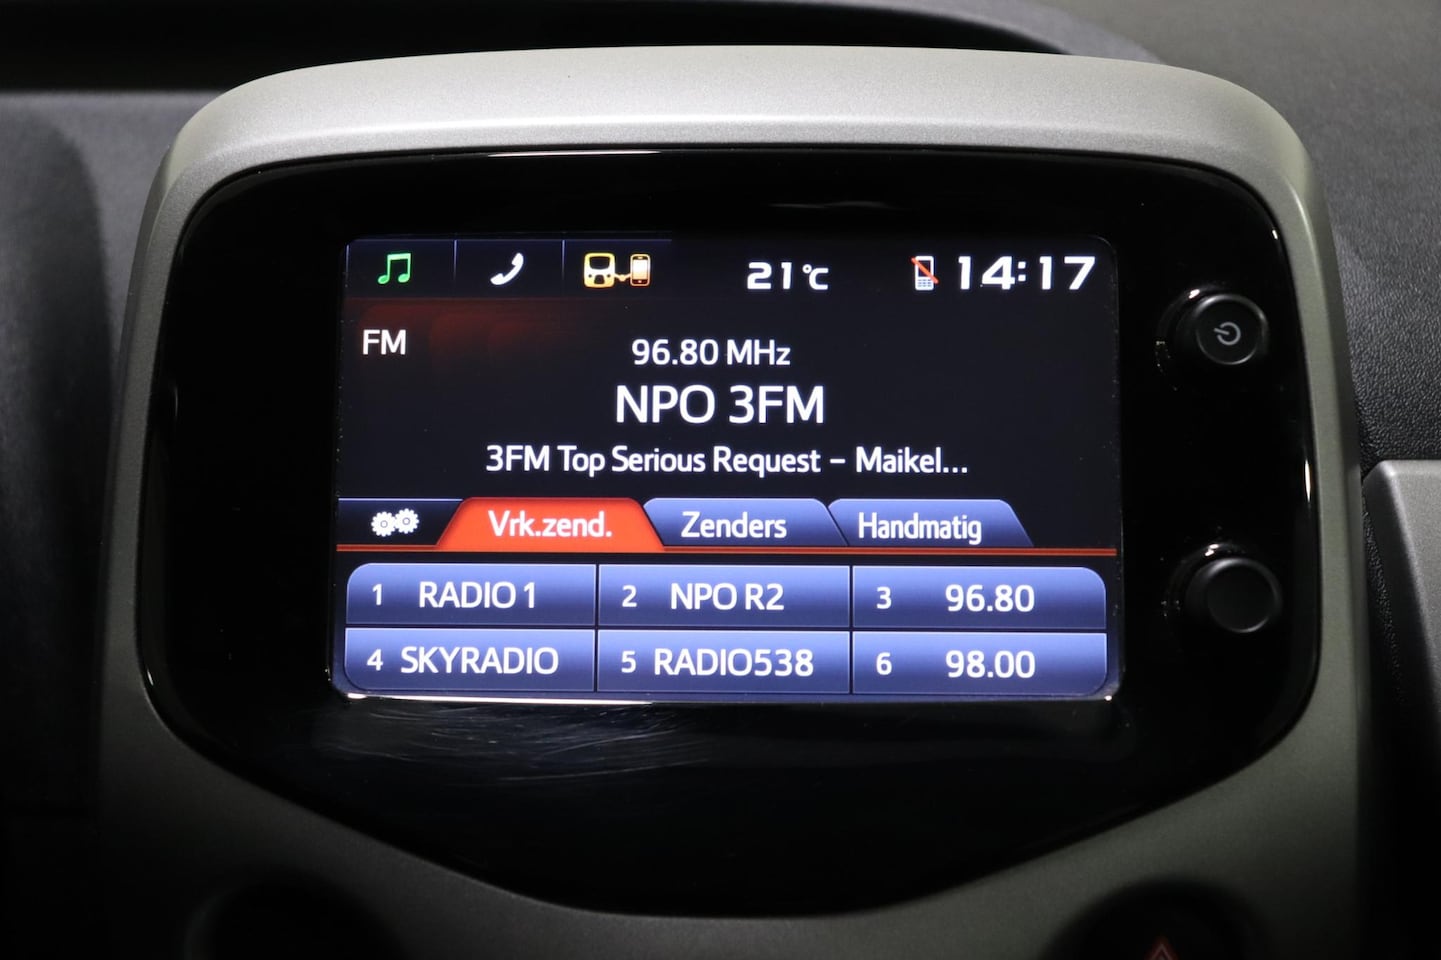 21°C 14:17
FM
96.80 MHz
NPO 3FM
3FM Top Serious Request - Maikel...
Vrk.zend. Zenders Handmatig
1 RADIO 1 2 NPO R2 3 96.80
4 SKYRADIO 5 RADIO538 6 98.00